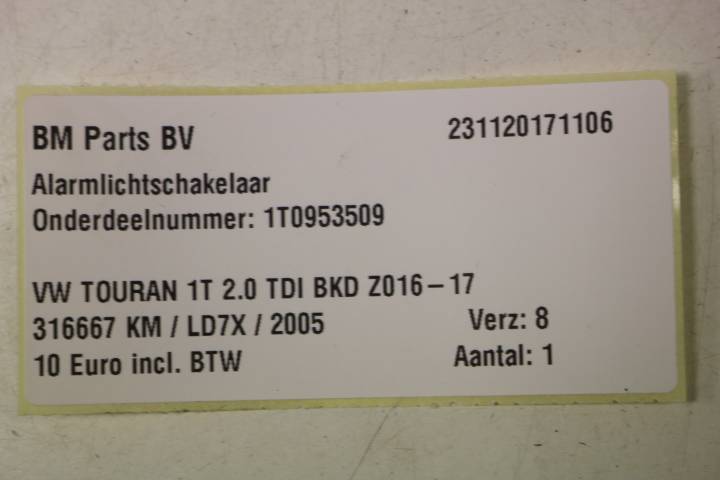 BM Parts BV 231120171106
Alarmlichtschakelaar
Onderdeelnummer: 1T0953509
VW TOURAN 1T 2.0 TDI BKD Z016-17
316667 KM / LD7X / 2005 Verz: 8
10 Euro incl. BTW Aantal: 1